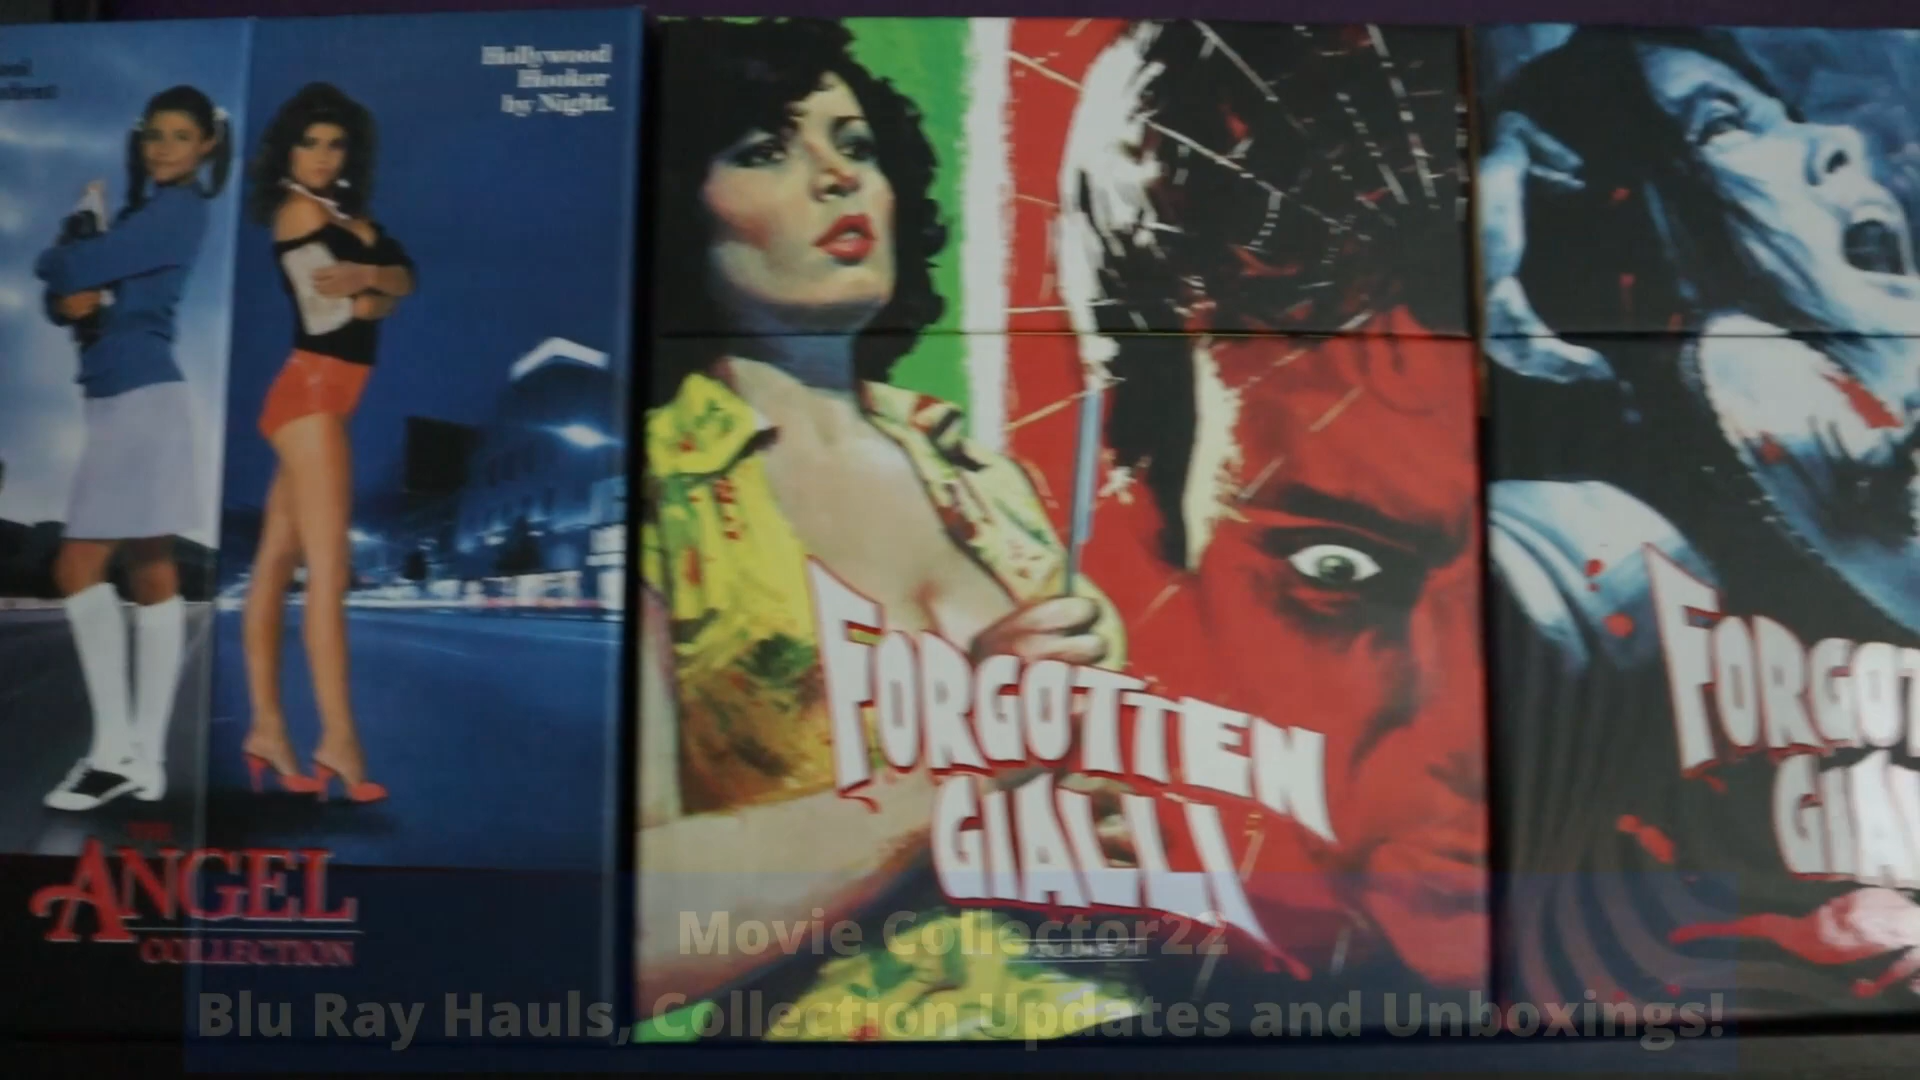 Hollywood
Hooker
by Night.
THE
ANGEL
COLLECTION
FORGOTTEN
GIALLI
FORGOT
GIAL
Movie Collector22
Blu Ray Hauls, Collection Updates and Unboxings!